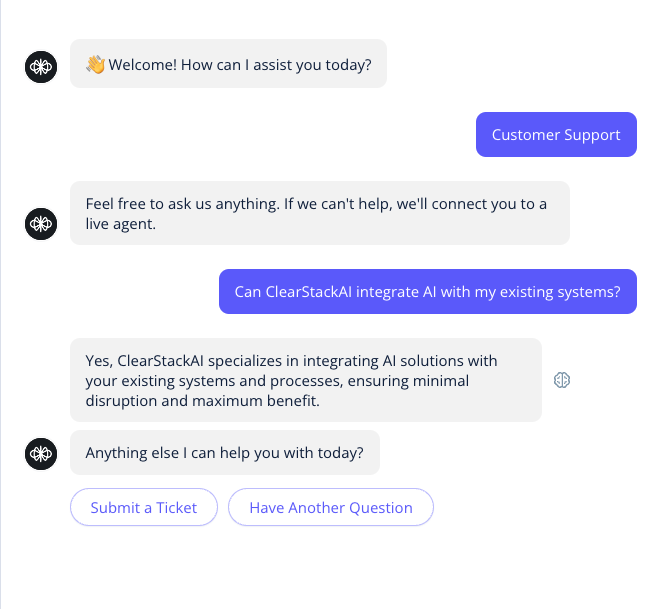 👋 Welcome! How can I assist you today?
Customer Support
Feel free to ask us anything. If we can't help, we'll connect you to a
live agent.
Can ClearStackAI integrate AI with my existing systems?
Yes, ClearStackAI specializes in integrating AI solutions with
your existing systems and processes, ensuring minimal
disruption and maximum benefit.
Anything else I can help you with today?
Submit a Ticket
Have Another Question